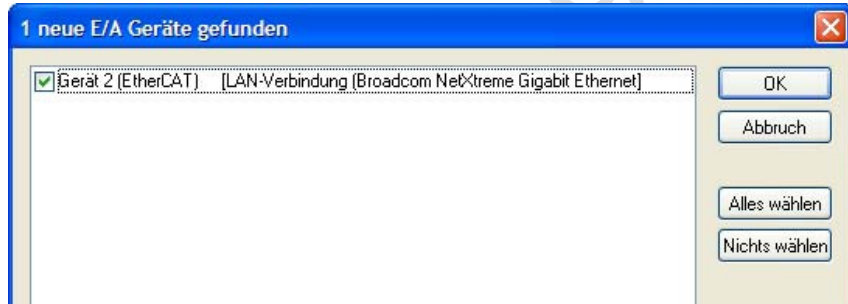 1 neue E/A Geräte gefunden
Gerät 2 (EtherCAT) [LAN-Verbindung (Broadcom NetXtreme Gigabit Ethernet]
OK
Abbruch
Alles wählen
Nichts wählen